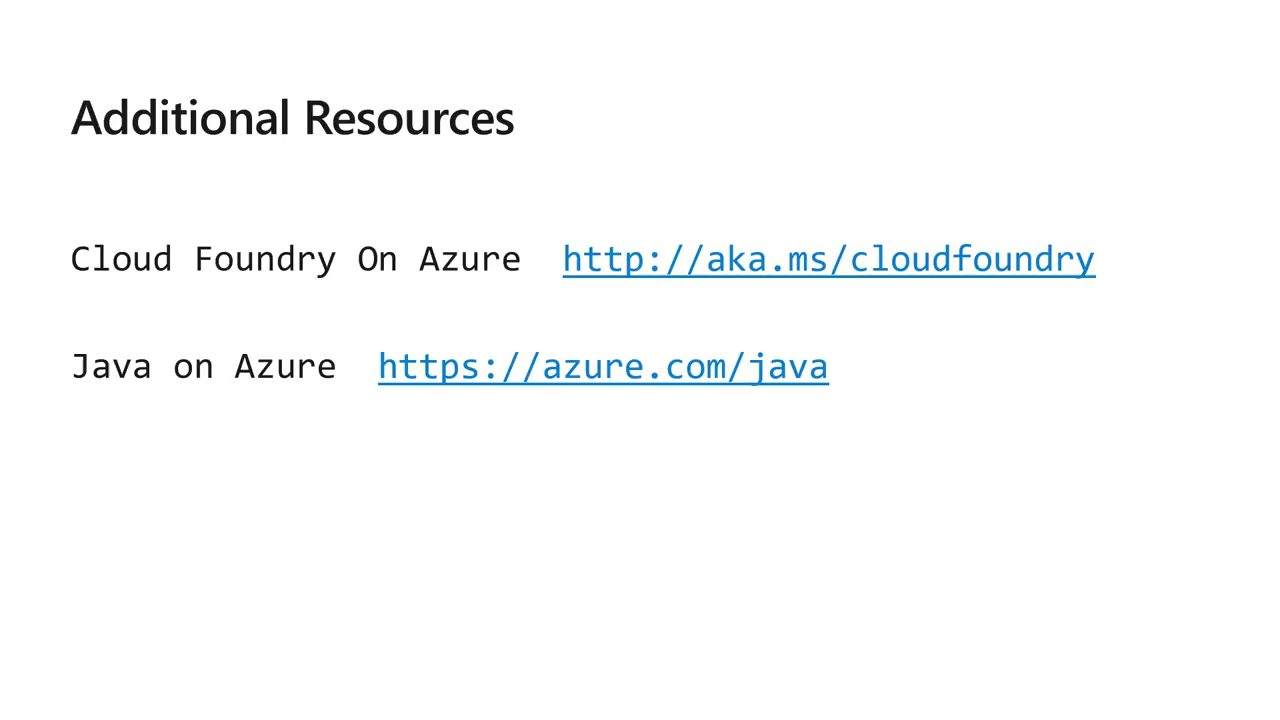 Additional Resources
Cloud Foundry On Azure http://aka.ms/cloudfoundry
Java on Azure https://azure.com/java